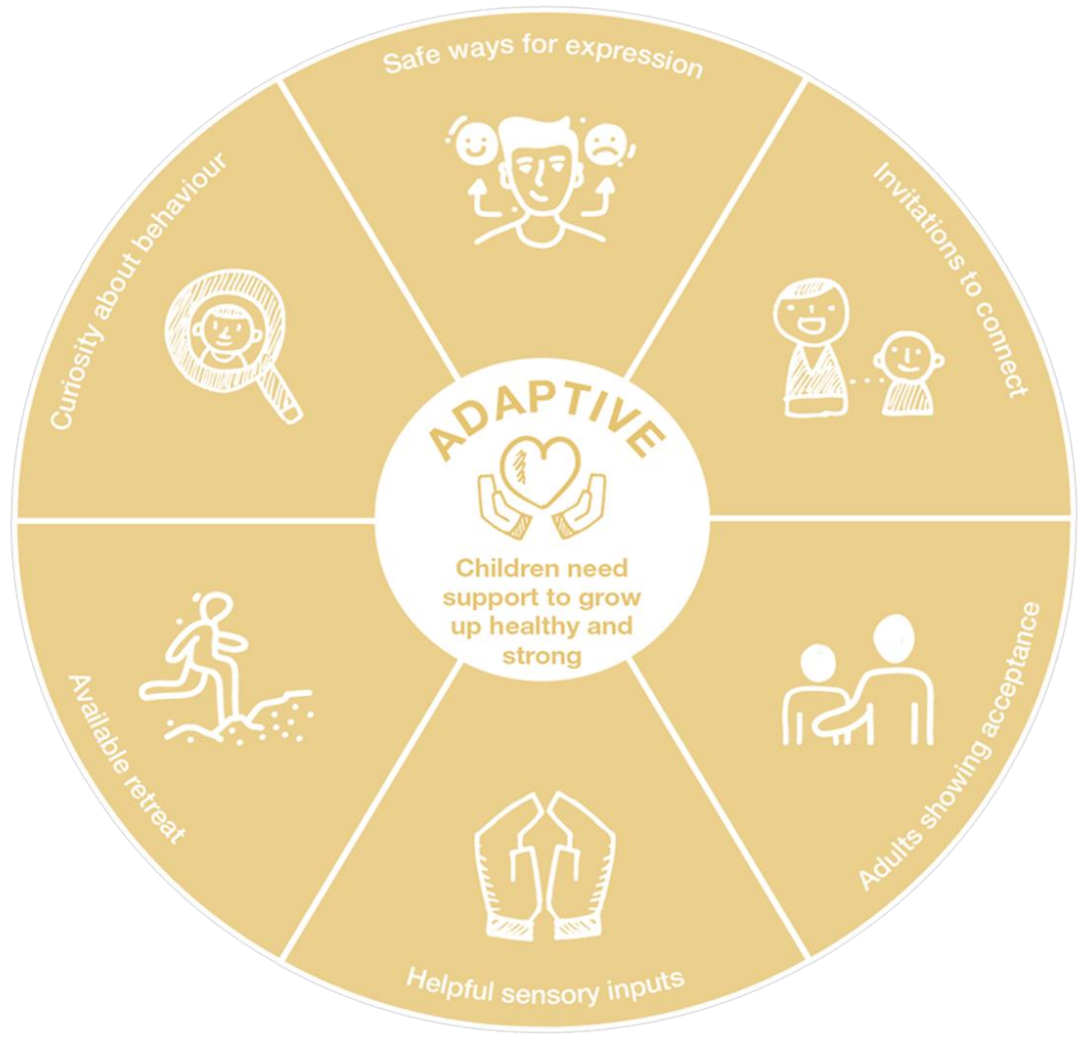 Safe ways for expression
Invitations to connect
Adults showing acceptance
Helpful sensory inputs
Available retreat
Curiosity about behaviour
ADAPTIVE
Children need
support to grow
up healthy and
strong